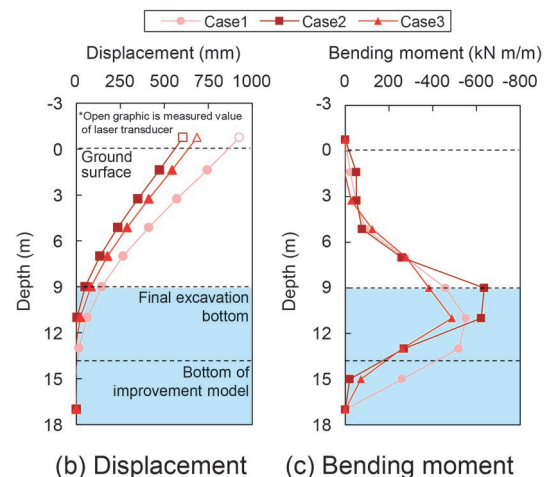 Case1 Case2 Case3
Displacement (mm)
0 250 500 750 1000
-3
0
3
6
9
12
15
18
Depth (m)
*Open graphic is measured value
of laser transducer
Ground
surface
Final excavation
bottom
Bottom of
improvement model
(b) Displacement
Bending moment (kN m/m)
0 -200 -400 -600 -800
-3
0
3
6
9
12
15
18
Depth (m)
(c) Bending moment